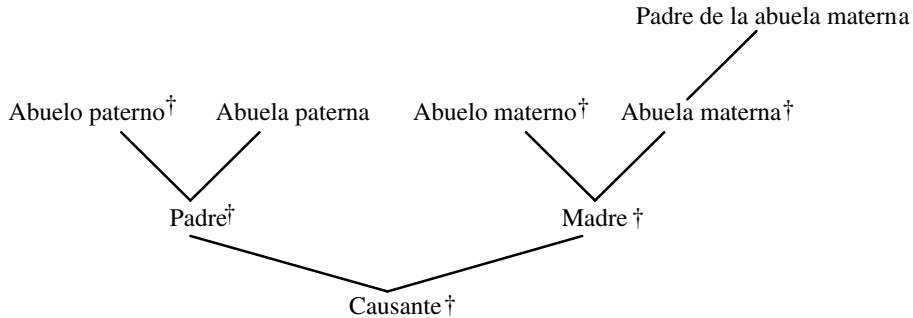 Padre de la abuela materna
Abuelo paterno† Abuela paterna Abuelo materno† Abuela materna†
Padre† Madre †
Causante†